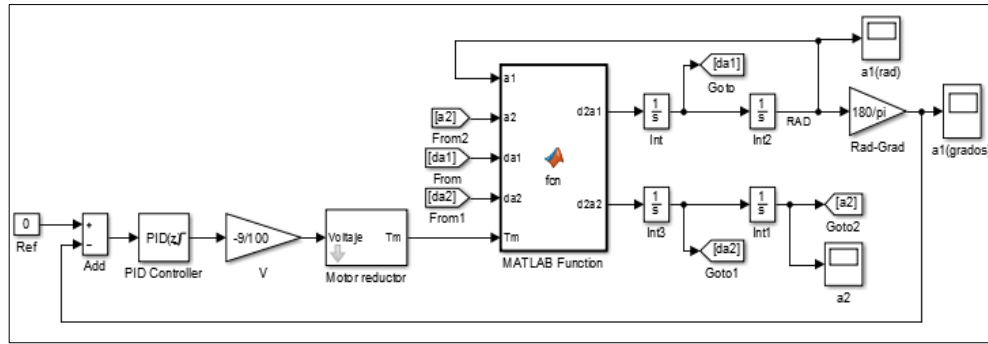 [da1]
Goto
a1(rad)
a1
[a2]
From2
a2
d2a1
1
s
Int
1
s
Int2
RAD
180/pi
Rad-Grad
a1(grados)
[da1]
From
da1
fcn
[da2]
From1
da2
d2a2
1
s
Int3
1
s
Int1
[a2]
Goto2
0
Ref
+
−
Add
PID(z)
PID Controller
-9/100
V
Voltaje
Tm
Motor reductor
Tm
MATLAB Function
[da2]
Goto1
a2